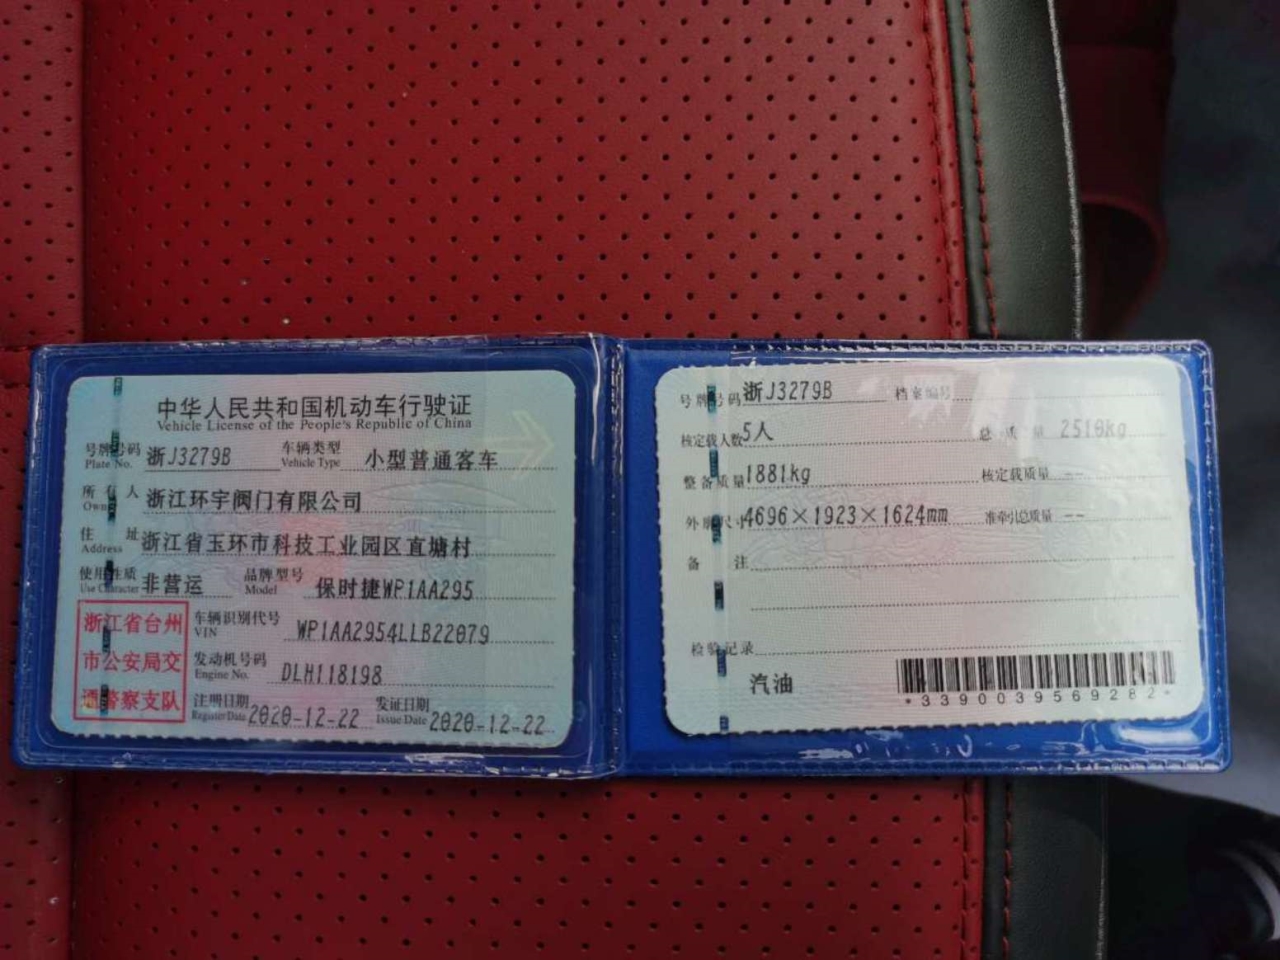 中华人民共和国机动车行驶证
Vehicle License of the People's Republic of China
号牌号码 浙J3279B 车辆类型 小型普通客车
Plate No. Vehicle Type
所有人 浙江环宇阀门有限公司
Owner
住址 浙江省玉环市科技工业园区直塘村
Address
使用性质 非营运 品牌型号 保时捷WP1AA295
Use Character Model
浙江省台州
市公安局交
通警察支队
车辆识别代号 WP1AA2954LLB22079
VIN
发动机号码 DLH118198
Engine No.
注册日期 2020-12-22 发证日期 2020-12-22
Register Date Issue Date
号牌号码 浙J3279B 档案编号
核定载人数 5人 总质量 2510kg
整备质量 1881kg 核定载质量 --
外廓尺寸 4696×1923×1624mm 准牵引总质量 --
备注
检验记录
汽油
*3390039569282*